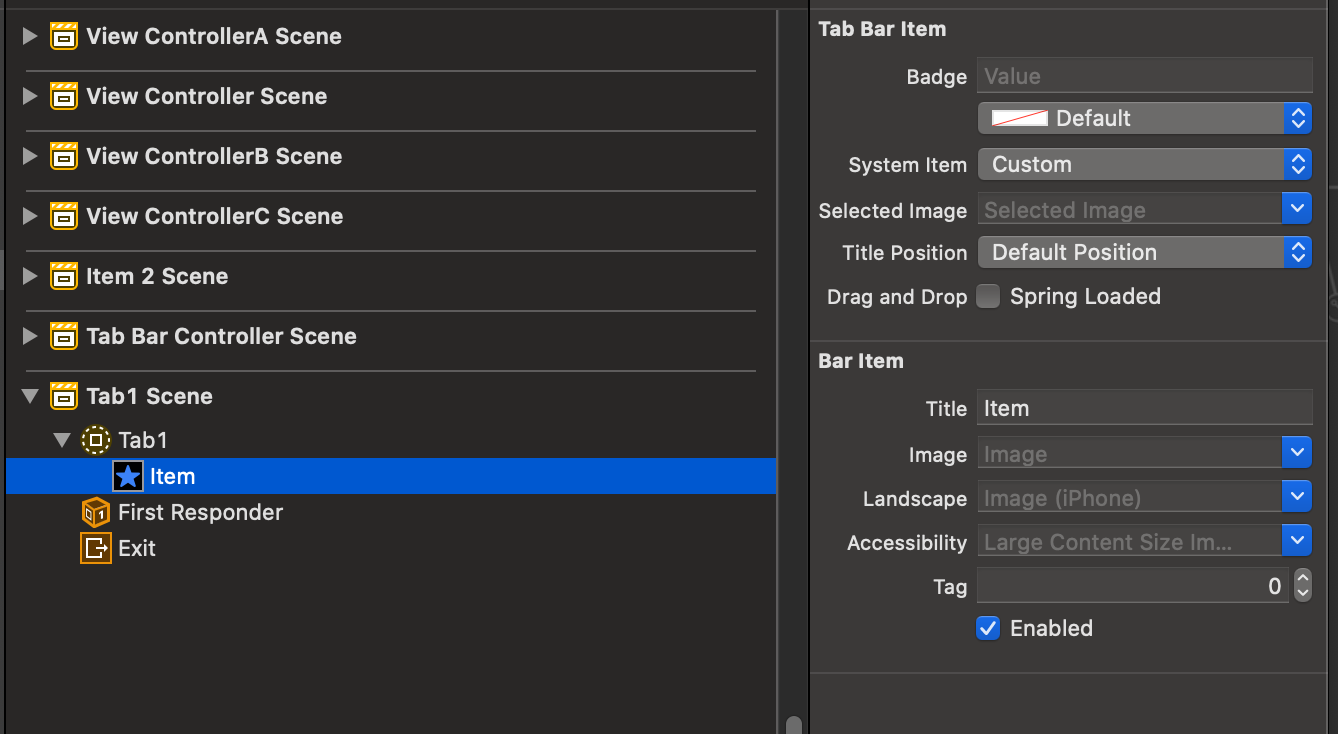 View ControllerA Scene
View Controller Scene
View ControllerB Scene
View ControllerC Scene
Item 2 Scene
Tab Bar Controller Scene
Tab1 Scene
Tab1
Item
First Responder
Exit
Tab Bar Item
Badge Value
Default
System Item Custom
Selected Image Selected Image
Title Position Default Position
Drag and Drop Spring Loaded
Bar Item
Title Item
Image Image
Landscape Image (iPhone)
Accessibility Large Content Size Im...
Tag 0
Enabled